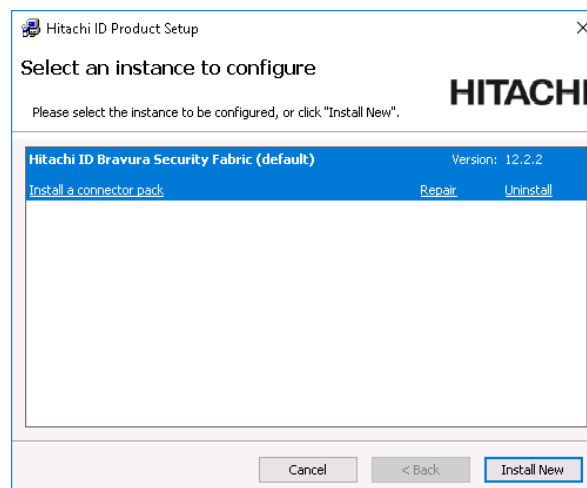 Hitachi ID Product Setup
Select an instance to configure
HITACHI
Please select the instance to be configured, or click "Install New".
Hitachi ID Bravura Security Fabric (default) Version: 12.2.2
Install a connector pack Repair Uninstall
Cancel < Back Install New